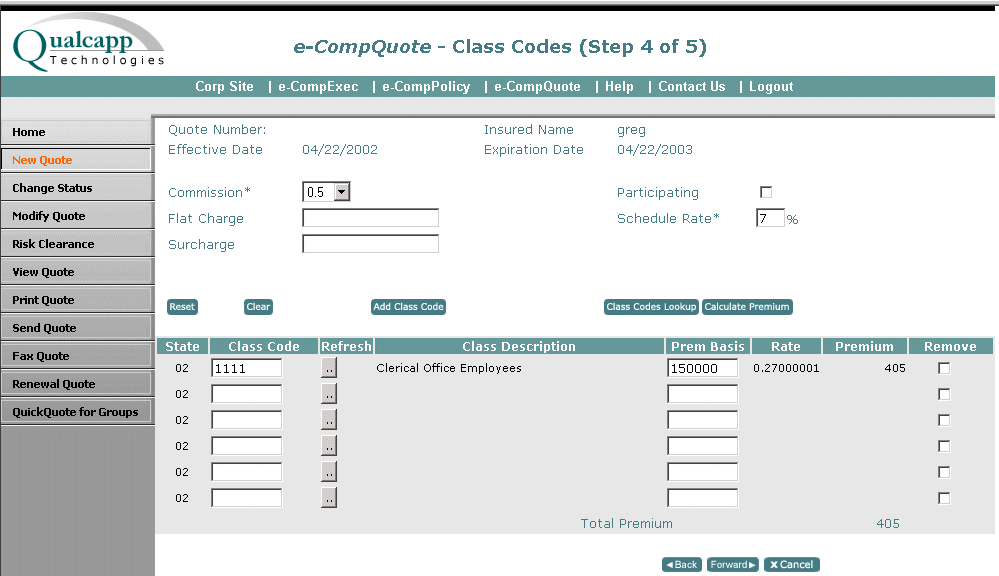 Qualcapp
Technologies
e-CompQuote - Class Codes (Step 4 of 5)
Corp Site | e-CompExec | e-CompPolicy | e-CompQuote | Help | Contact Us | Logout
Home
New Quote
Change Status
Modify Quote
Risk Clearance
View Quote
Print Quote
Send Quote
Fax Quote
Renewal Quote
QuickQuote for Groups
Quote Number: Insured Name greg
Effective Date 04/22/2002 Expiration Date 04/22/2003
Commission* 0.5 Participating
Flat Charge Schedule Rate* 7 %
Surcharge
Reset Clear Add Class Code Class Codes Lookup Calculate Premium
State Class Code Refresh Class Description Prem Basis Rate Premium Remove
02 1111 .. Clerical Office Employees 150000 0.27000001 405
02 ..
02 ..
02 ..
02 ..
02 ..
Total Premium 405
Back Forward X Cancel